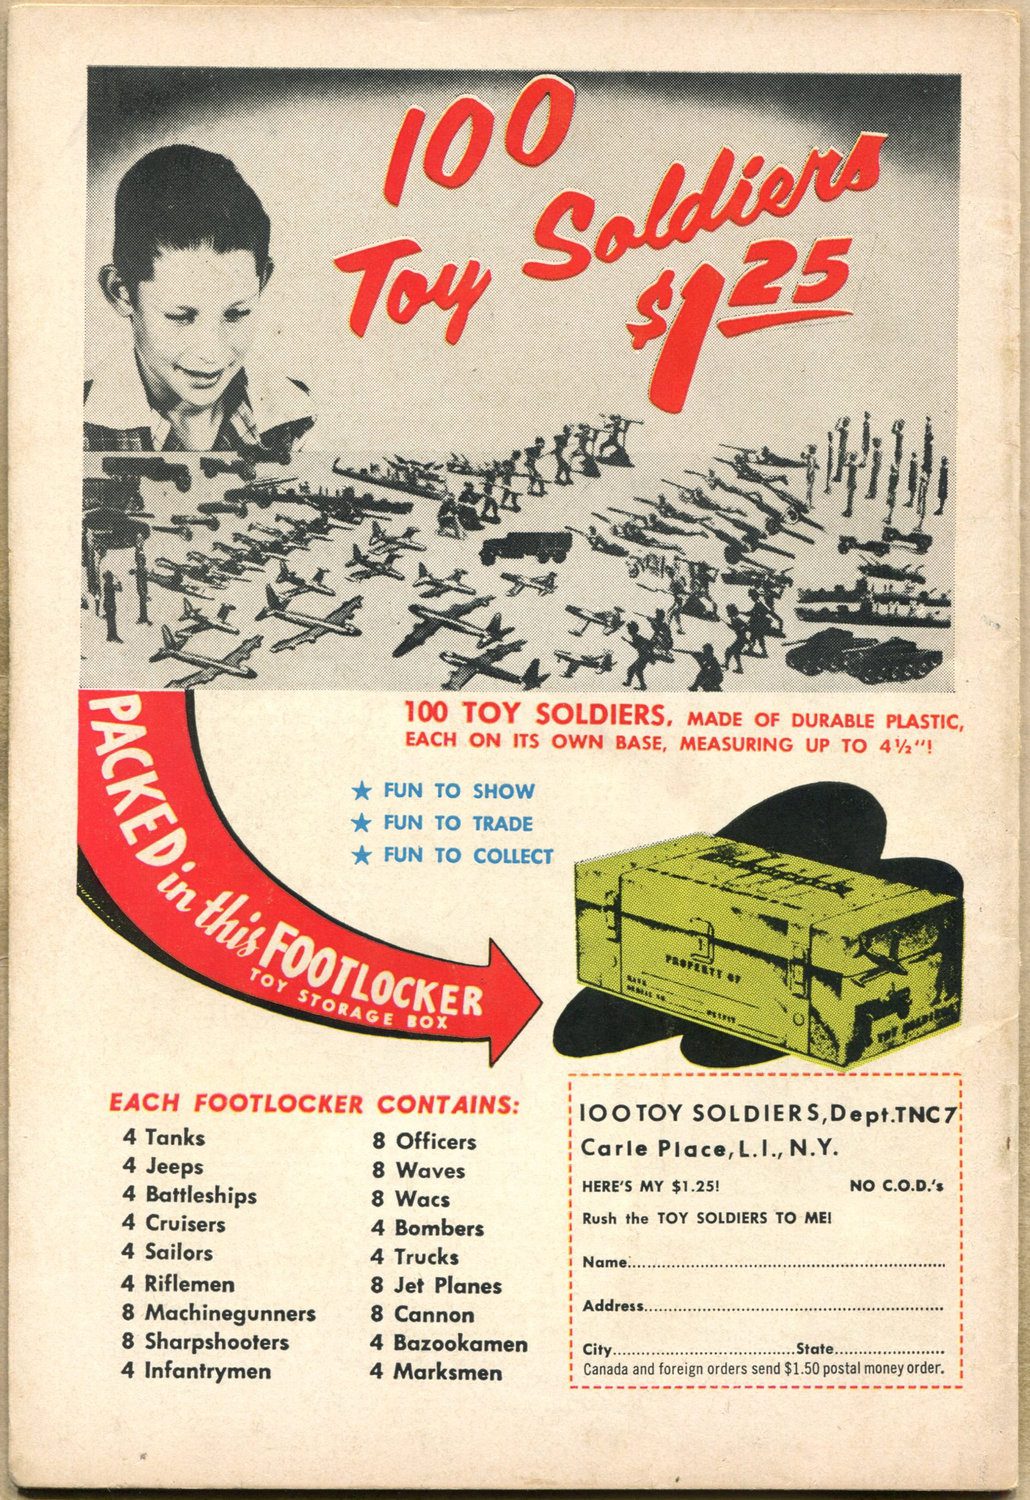 100
Toy Soldiers
$1.25
100 TOY SOLDIERS, MADE OF DURABLE PLASTIC,
EACH ON ITS OWN BASE, MEASURING UP TO 4½"!
PACKED in this FOOTLOCKER
TOY STORAGE BOX
★ FUN TO SHOW
★ FUN TO TRADE
★ FUN TO COLLECT
PROPERTY OF
TOY SOLDIERS
EACH FOOTLOCKER CONTAINS:
4 Tanks
4 Jeeps
4 Battleships
4 Cruisers
4 Sailors
4 Riflemen
8 Machinegunners
8 Sharpshooters
4 Infantrymen
8 Officers
8 Waves
8 Wacs
4 Bombers
4 Trucks
8 Jet Planes
8 Cannon
4 Bazookamen
4 Marksmen
100 TOY SOLDIERS, Dept. TNC7
Carle Place, L.I., N.Y.
HERE'S MY $1.25! NO C.O.D.'s
Rush the TOY SOLDIERS TO ME!
Name
Address
City State
Canada and foreign orders send $1.50 postal money order.